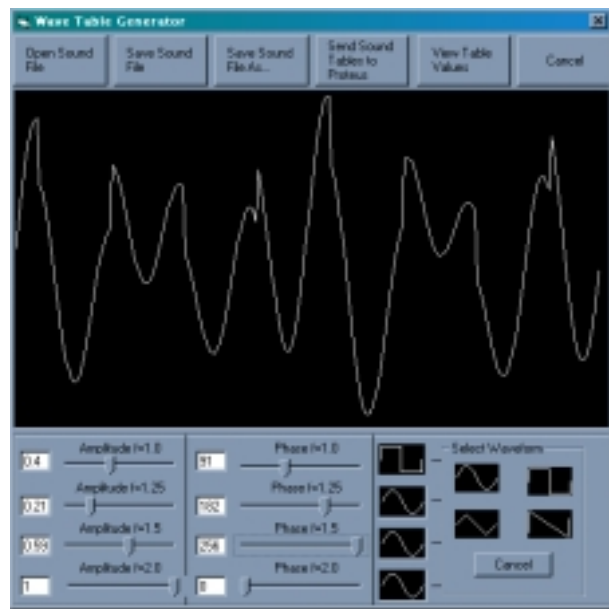 Wave Table Generator
Open Sound
File
Save Sound
File
Save Sound
File As...
Send Sound
Tables to
Proteus
View Table
Values
Cancel
Amplitude f=1.0
0.4
Amplitude f=1.25
0.21
Amplitude f=1.5
0.59
Amplitude f=2.0
1
Phase f=1.0
91
Phase f=1.25
182
Phase f=1.5
256
Phase f=2.0
0
Select Waveform
Cancel